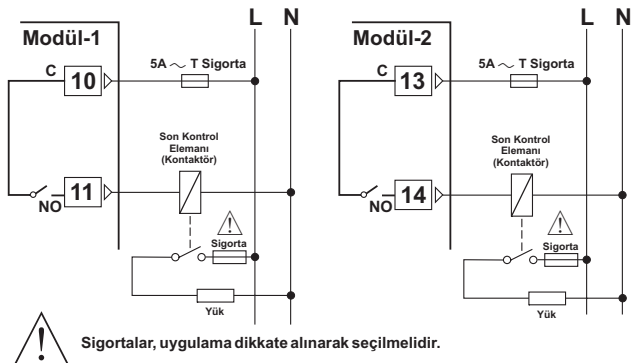 L N
Modül-1
5A ~ T Sigorta
C
10
Son Kontrol
Elemanı
(Kontaktör)
11
NO
Sigorta
Yük
L N
Modül-2
5A ~ T Sigorta
C
13
Son Kontrol
Elemanı
(Kontaktör)
14
NO
Sigorta
Yük
Sigortalar, uygulama dikkate alınarak seçilmelidir.